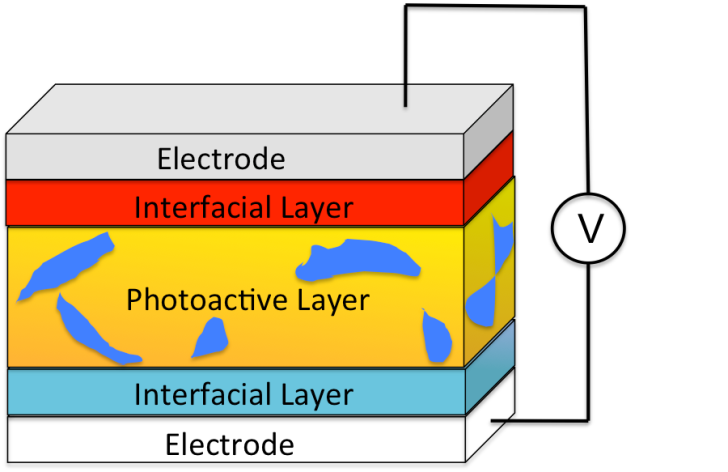 Electrode
Interfacial Layer
V
Photoactive Layer
Interfacial Layer
Electrode